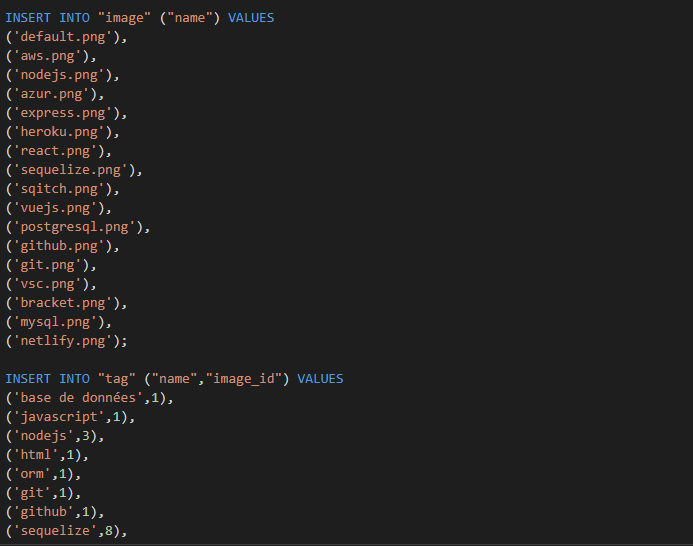 INSERT INTO "image" ("name") VALUES
('default.png'),
('aws.png'),
('nodejs.png'),
('azur.png'),
('express.png'),
('heroku.png'),
('react.png'),
('sequelize.png'),
('sqitch.png'),
('vuejs.png'),
('postgresql.png'),
('github.png'),
('git.png'),
('vsc.png'),
('bracket.png'),
('mysql.png'),
('netlify.png');
INSERT INTO "tag" ("name","image_id") VALUES
('base de données',1),
('javascript',1),
('nodejs',3),
('html',1),
('orm',1),
('git',1),
('github',1),
('sequelize',8),